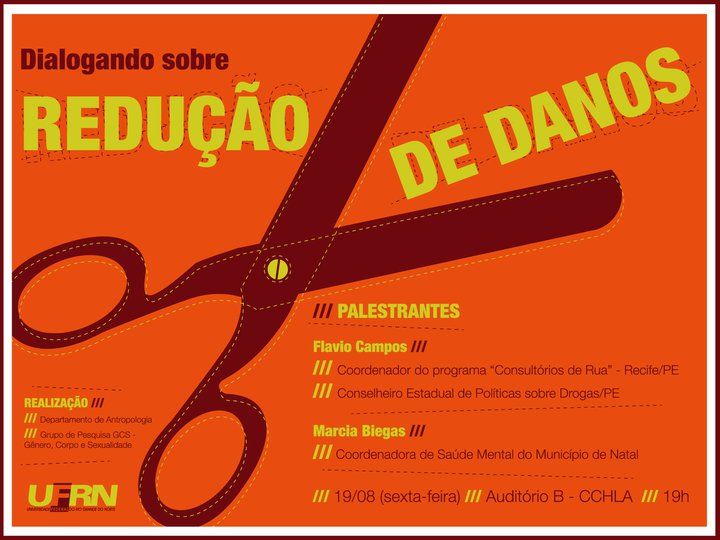 Dialogando sobre
REDUÇÃO
DE DANOS
/// PALESTRANTES
Flavio Campos ///
/// Coordenador do programa “Consultórios de Rua” - Recife/PE
/// Conselheiro Estadual de Políticas sobre Drogas/PE
Marcia Biegas ///
/// Coordenadora de Saúde Mental do Município de Natal
/// 19/08 (sexta-feira) /// Auditório B - CCHLA /// 19h
REALIZAÇÃO ///
/// Departamento de Antropologia
/// Grupo de Pesquisa GCS -
Gênero, Corpo e Sexualidade
UFRN
UNIVERSIDADE FEDERAL DO RIO GRANDE DO NORTE